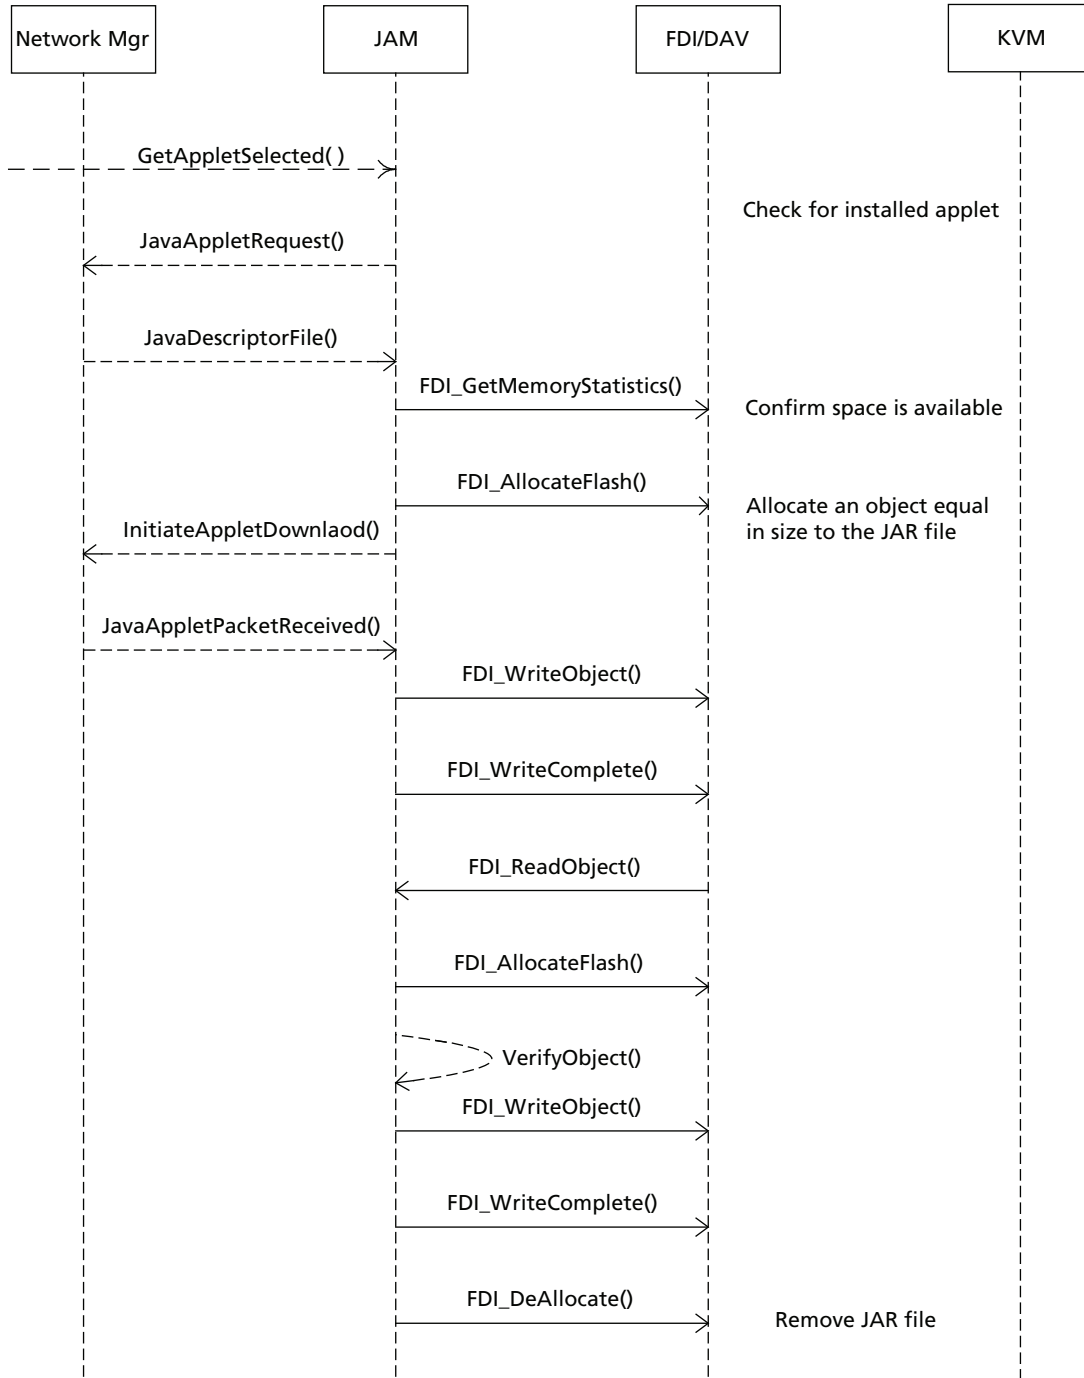 Network Mgr
JAM
FDI/DAV
KVM
GetAppletSelected( )
Check for installed applet
JavaAppletRequest()
JavaDescriptorFile()
FDI_GetMemoryStatistics()
Confirm space is available
FDI_AllocateFlash()
Allocate an object equal
in size to the JAR file
InitiateAppletDownlaod()
JavaAppletPacketReceived()
FDI_WriteObject()
FDI_WriteComplete()
FDI_ReadObject()
FDI_AllocateFlash()
VerifyObject()
FDI_WriteObject()
FDI_WriteComplete()
FDI_DeAllocate()
Remove JAR file